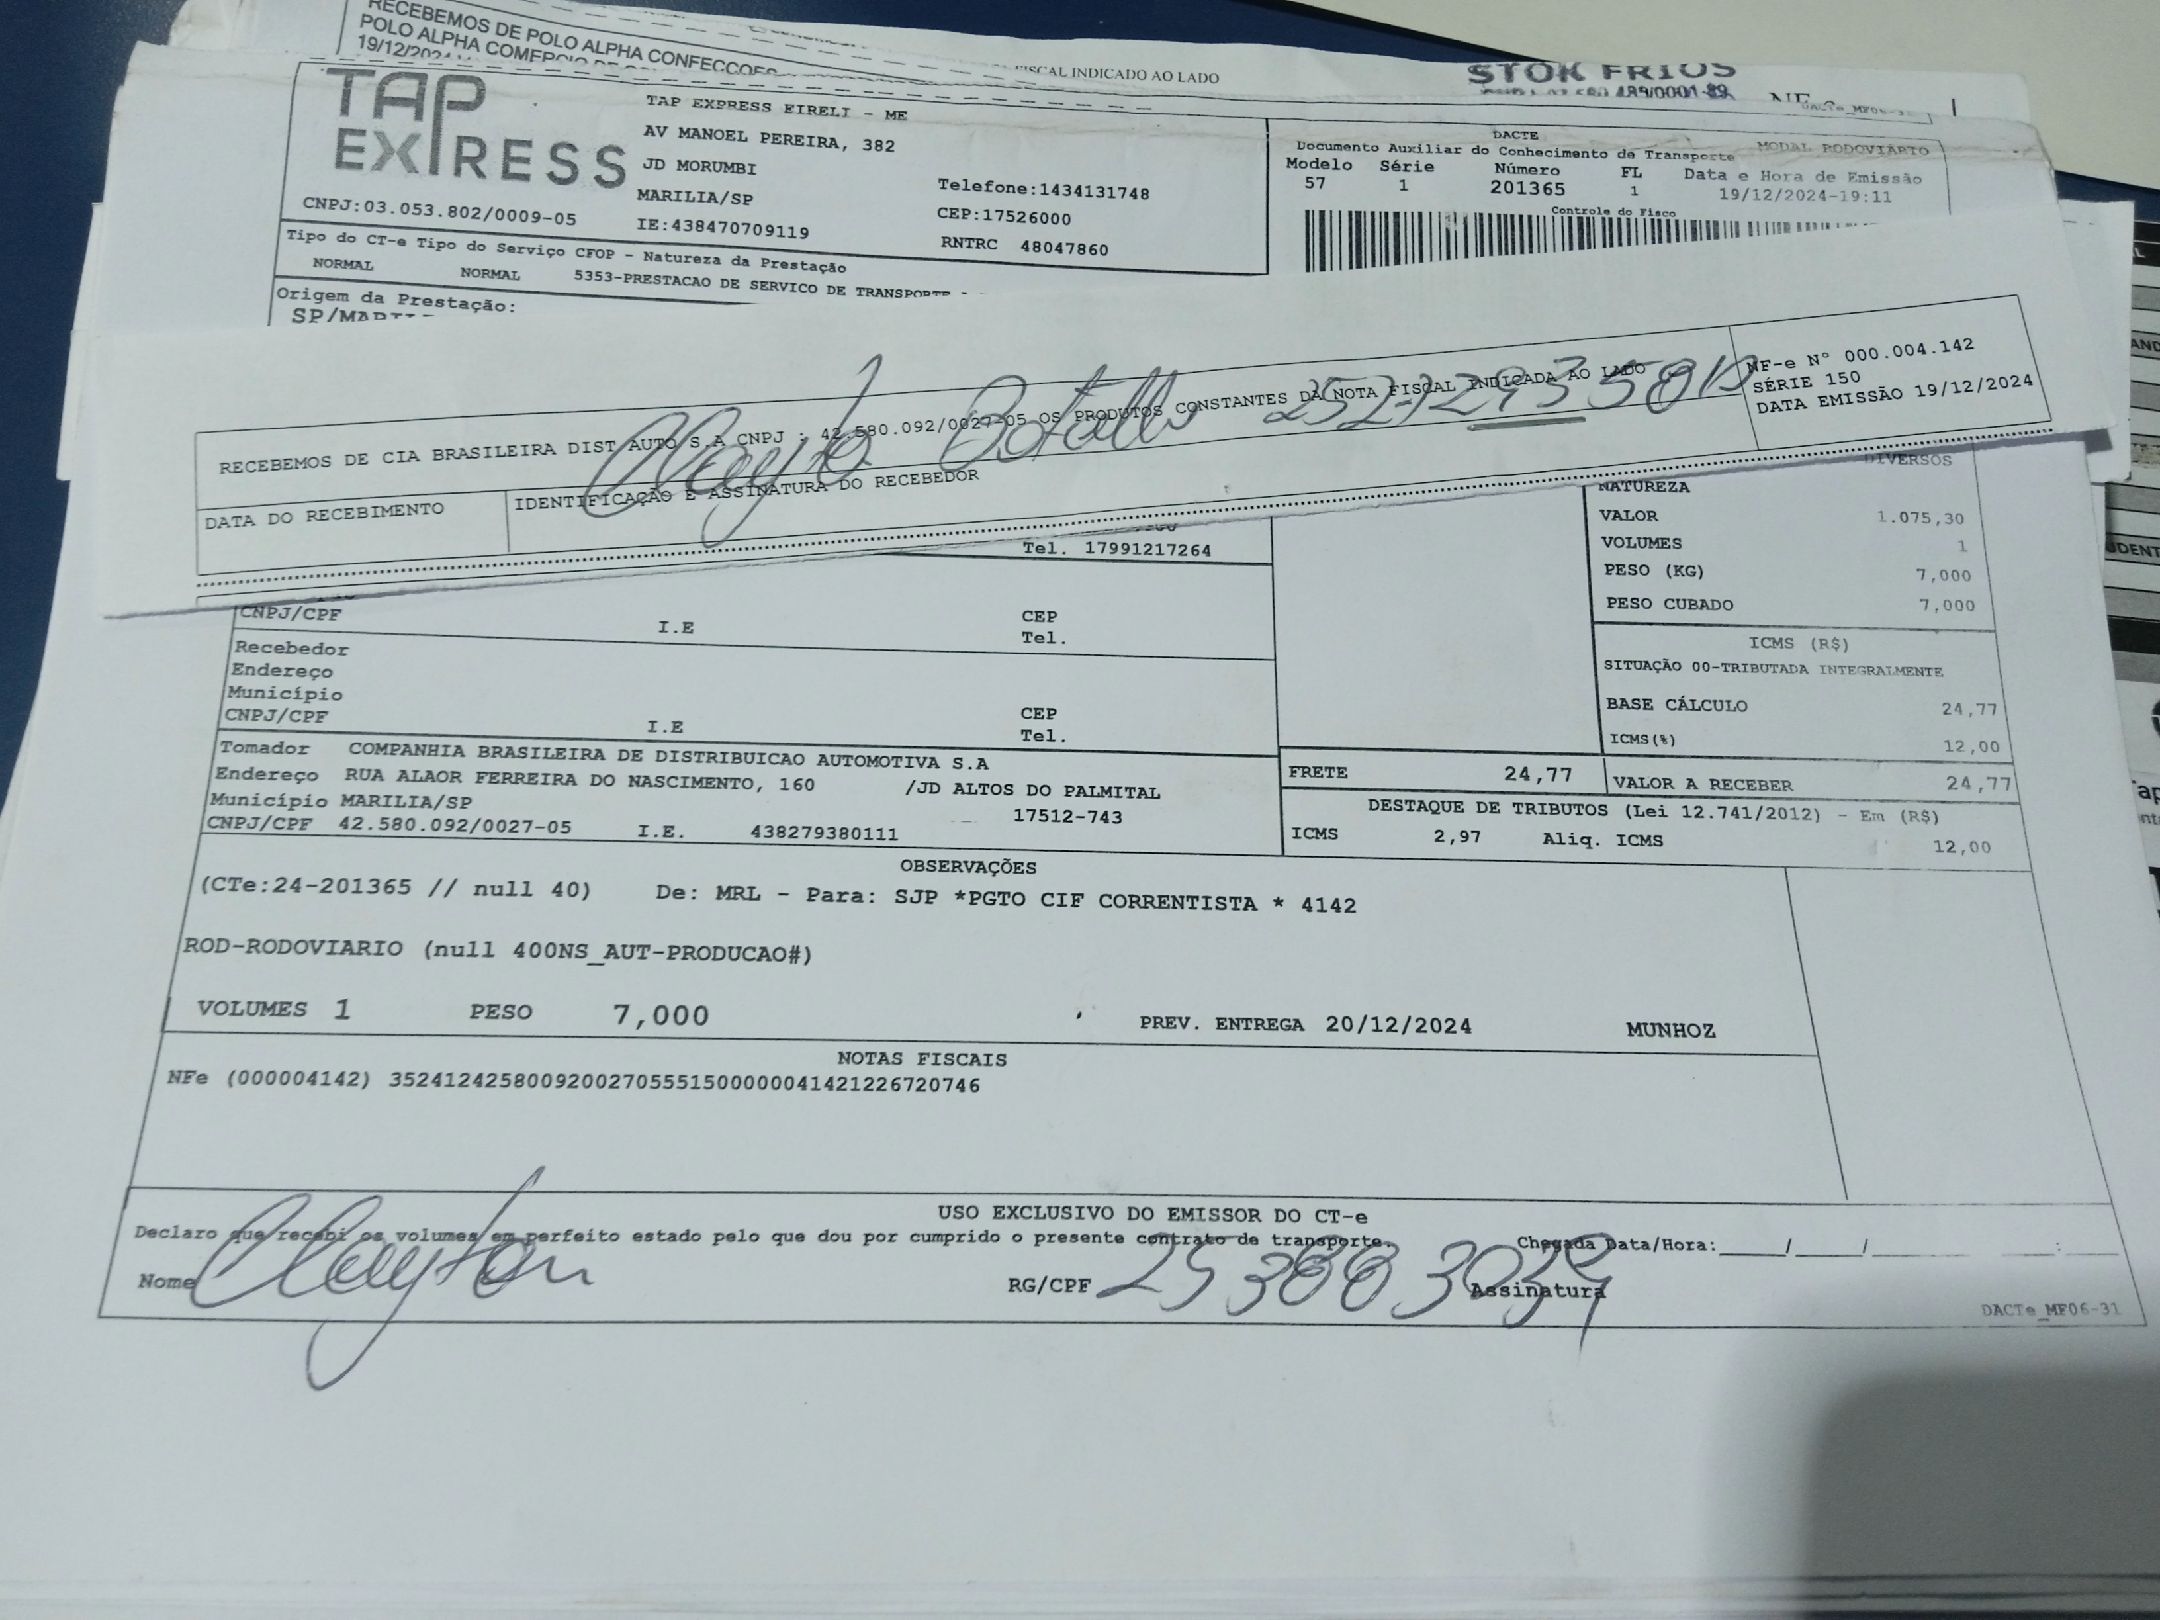 RECEBEMOS DE POLO ALPHA CONFECCOES
POLO ALPHA COMERCIO DE
19/12/2024
FISCAL INDICADO AO LADO
STOK FRIOS
TAP EXPRESS
TAP EXPRESS EIRELI - ME
AV MANOEL PEREIRA, 382
JD MORUMBI
MARILIA/SP
Telefone:1434131748
CEP:17526000
CNPJ:03.053.802/0009-05
IE:438470709119
RNTRC 48047860
DACTE
MODAL RODOVIÁRIO
Documento Auxiliar do Conhecimento de Transporte
Modelo Série Número FL Data e Hora de Emissão
57 1 201365 1 19/12/2024-19:11
Controle do Fisco
Tipo do CT-e Tipo do Serviço CFOP - Natureza da Prestação
NORMAL NORMAL 5353-PRESTACAO DE SERVICO DE TRANSPORTE -
Origem da Prestação:
RECEBEMOS DE CIA BRASILEIRA DIST AUTO S.A CNPJ : 42.580.092/0027-05 OS PRODUTOS CONSTANTES DA NOTA FISCAL INDICADA AO LADO
NF-e N° 000.004.142
SÉRIE 150
DATA EMISSÃO 19/12/2024
DATA DO RECEBIMENTO
IDENTIFICAÇÃO E ASSINATURA DO RECEBEDOR
DIVERSOS
NATUREZA
VALOR 1.075,30
VOLUMES 1
PESO (KG) 7,000
PESO CUBADO 7,000
Tel. 17991217264
CNPJ/CPF I.E CEP
Tel.
Recebedor
Endereço
Município
CNPJ/CPF I.E CEP
Tel.
ICMS (R$)
SITUAÇÃO 00-TRIBUTADA INTEGRALMENTE
BASE CÁLCULO 24,77
ICMS(%) 12,00
Tomador COMPANHIA BRASILEIRA DE DISTRIBUICAO AUTOMOTIVA S.A
Endereço RUA ALAOR FERREIRA DO NASCIMENTO, 160 /JD ALTOS DO PALMITAL
Município MARILIA/SP 17512-743
CNPJ/CPF 42.580.092/0027-05 I.E. 438279380111
FRETE 24,77 VALOR A RECEBER 24,77
DESTAQUE DE TRIBUTOS (Lei 12.741/2012) - Em (R$)
ICMS 2,97 Aliq. ICMS 12,00
OBSERVAÇÕES
(CTe:24-201365 // null 40) De: MRL - Para: SJP *PGTO CIF CORRENTISTA * 4142
ROD-RODOVIARIO (null 400NS_AUT-PRODUCAO#)
VOLUMES 1 PESO 7,000 PREV. ENTREGA 20/12/2024 MUNHOZ
NOTAS FISCAIS
NFe (000004142) 35241242580092002705551500000041421226720746
USO EXCLUSIVO DO EMISSOR DO CT-e
Declaro que recebi os volumes em perfeito estado pelo que dou por cumprido o presente contrato de transporte.
Chegada Data/Hora:____/____/____ :
Nome Clayton RG/CPF Assinatura
DACTe_MF06-31